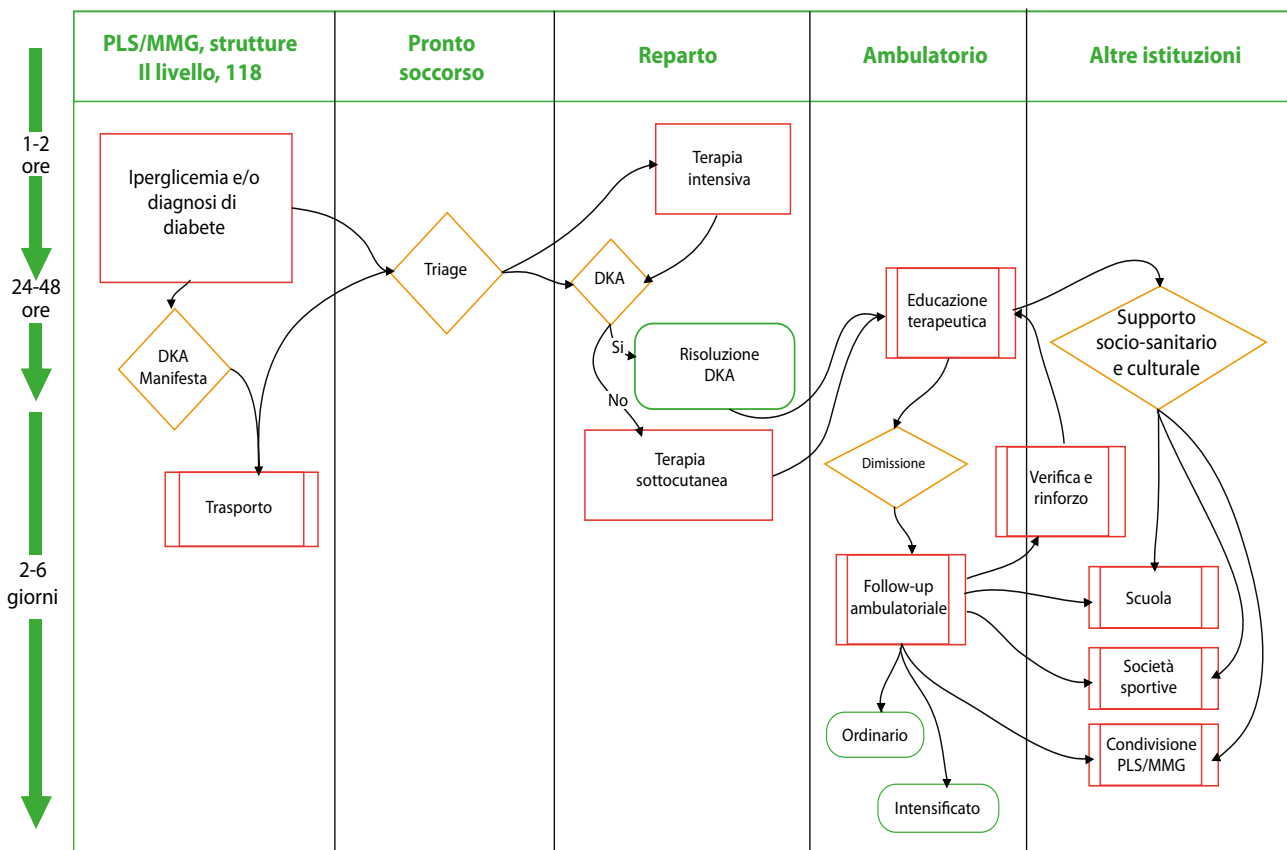 PLS/MMG, strutture
II livello, 118
Pronto
soccorso
Reparto
Ambulatorio
Altre istituzioni
1-2
ore
24-48
ore
2-6
giorni
Iperglicemia e/o
diagnosi di
diabete
DKA
Manifesta
Trasporto
Triage
Terapia
intensiva
DKA
Si
No
Risoluzione
DKA
Terapia
sottocutanea
Educazione
terapeutica
Dimissione
Follow-up
ambulatoriale
Ordinario
Intensificato
Verifica e
rinforzo
Supporto
socio-sanitario
e culturale
Scuola
Società
sportive
Condivisione
PLS/MMG